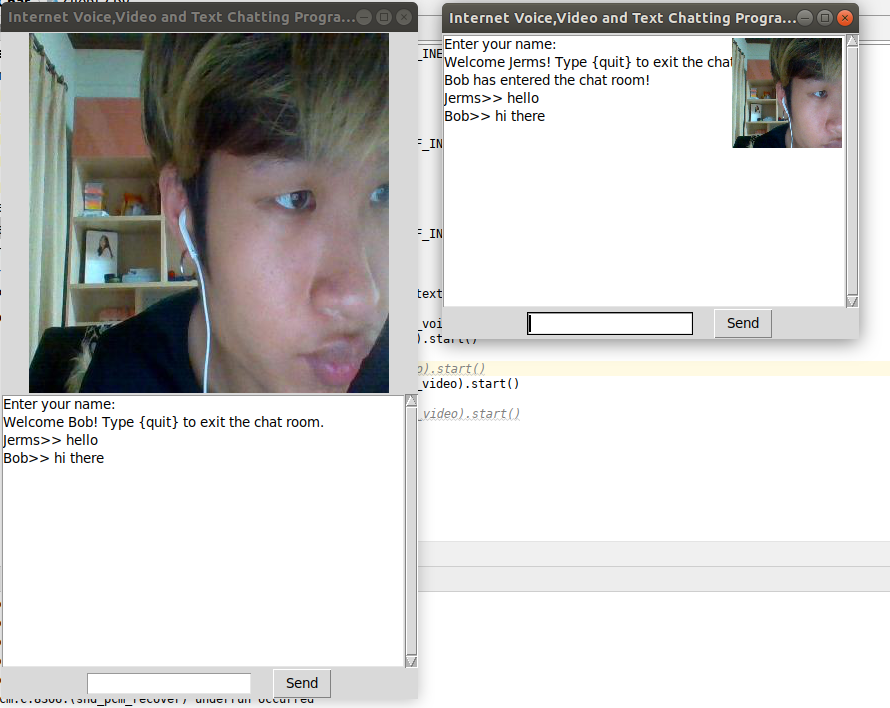 Internet Voice,Video and Text Chatting Progra...
Enter your name:
Welcome Bob! Type {quit} to exit the chat room.
Jerms>> hello
Bob>> hi there
Send
Internet Voice,Video and Text Chatting Progra...
Enter your name:
Welcome Jerms! Type {quit} to exit the chat
Bob has entered the chat room!
Jerms>> hello
Bob>> hi there
Send
_INE
F_IN
F_IN
text
_voi
).start()
).start()
_video).start()
_video).start()
cm.c:8306:(snd_pcm_recover) underrun occurred